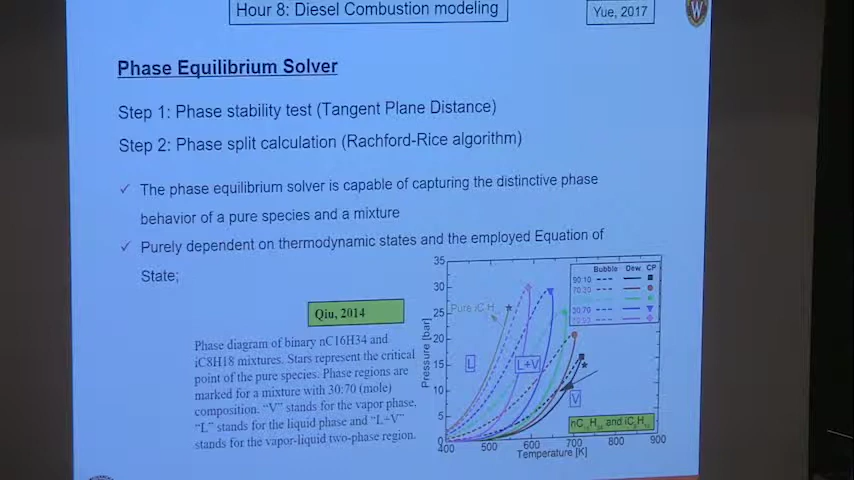 Hour 8: Diesel Combustion modeling
Yue, 2017
W
Phase Equilibrium Solver
Step 1: Phase stability test (Tangent Plane Distance)
Step 2: Phase split calculation (Rachford-Rice algorithm)
✓ The phase equilibrium solver is capable of capturing the distinctive phase
behavior of a pure species and a mixture
✓ Purely dependent on thermodynamic states and the employed Equation of
State;
Qiu, 2014
Phase diagram of binary nC16H34 and
iC8H18 mixtures. Stars represent the critical
point of the pure species. Phase regions are
marked for a mixture with 30:70 (mole)
composition. "V" stands for the vapor phase,
"L" stands for the liquid phase and "L+V"
stands for the vapor-liquid two-phase region.
Pressure [bar]
35
30
25
20
15
10
5
0
400
500
600
700
800
900
Temperature [K]
Bubble Dew CP
90:10
70:30
30:70
Pure iC H
L
L+V
V